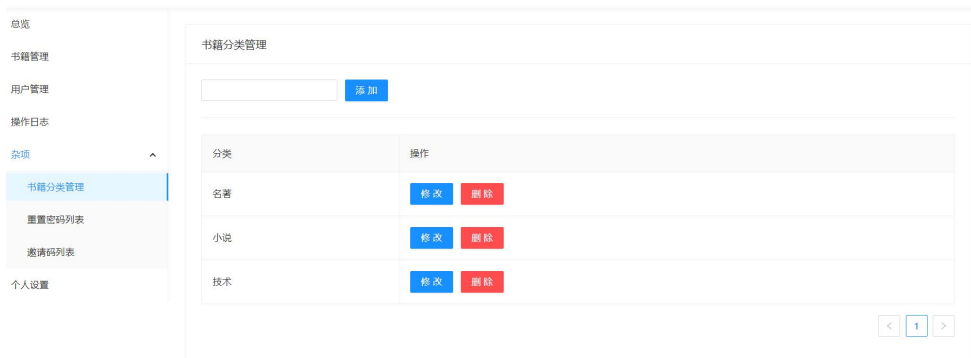 总览
书籍管理
用户管理
操作日志
杂项
书籍分类管理
重置密码列表
邀请码列表
个人设置
书籍分类管理
添 加
分类 操作
名著 修 改 删 除
小说 修 改 删 除
技术 修 改 删 除
< 1 >